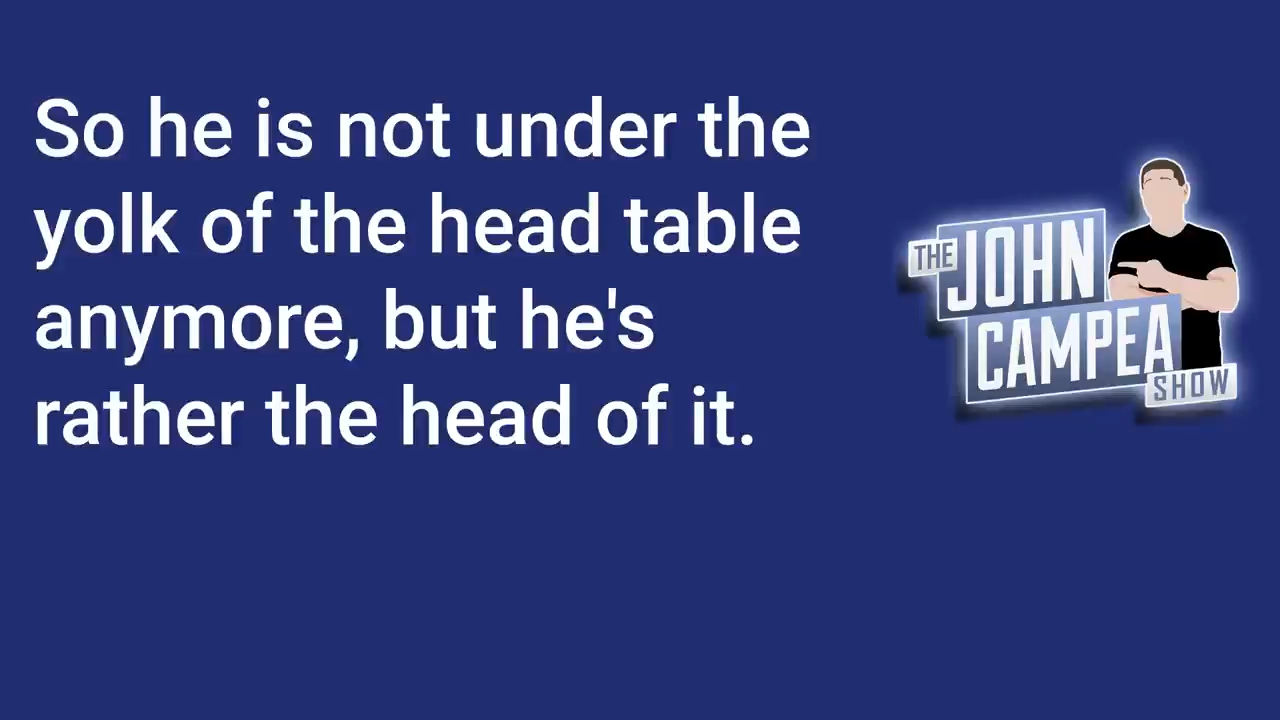 So he is not under the
yolk of the head table
anymore, but he's
rather the head of it.
THE JOHN
CAMPEA
SHOW